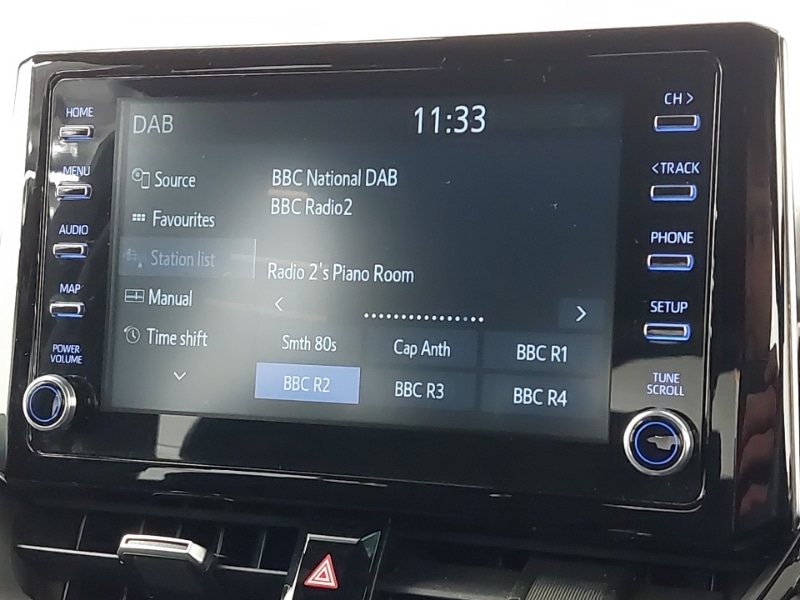 HOME
MENU
AUDIO
MAP
POWER
VOLUME
DAB
11:33
Source
Favourites
Station list
Manual
Time shift
BBC National DAB
BBC Radio2
Radio 2's Piano Room
< >
Smth 80s Cap Anth BBC R1
BBC R2 BBC R3 BBC R4
CH >
< TRACK
PHONE
SETUP
TUNE
SCROLL